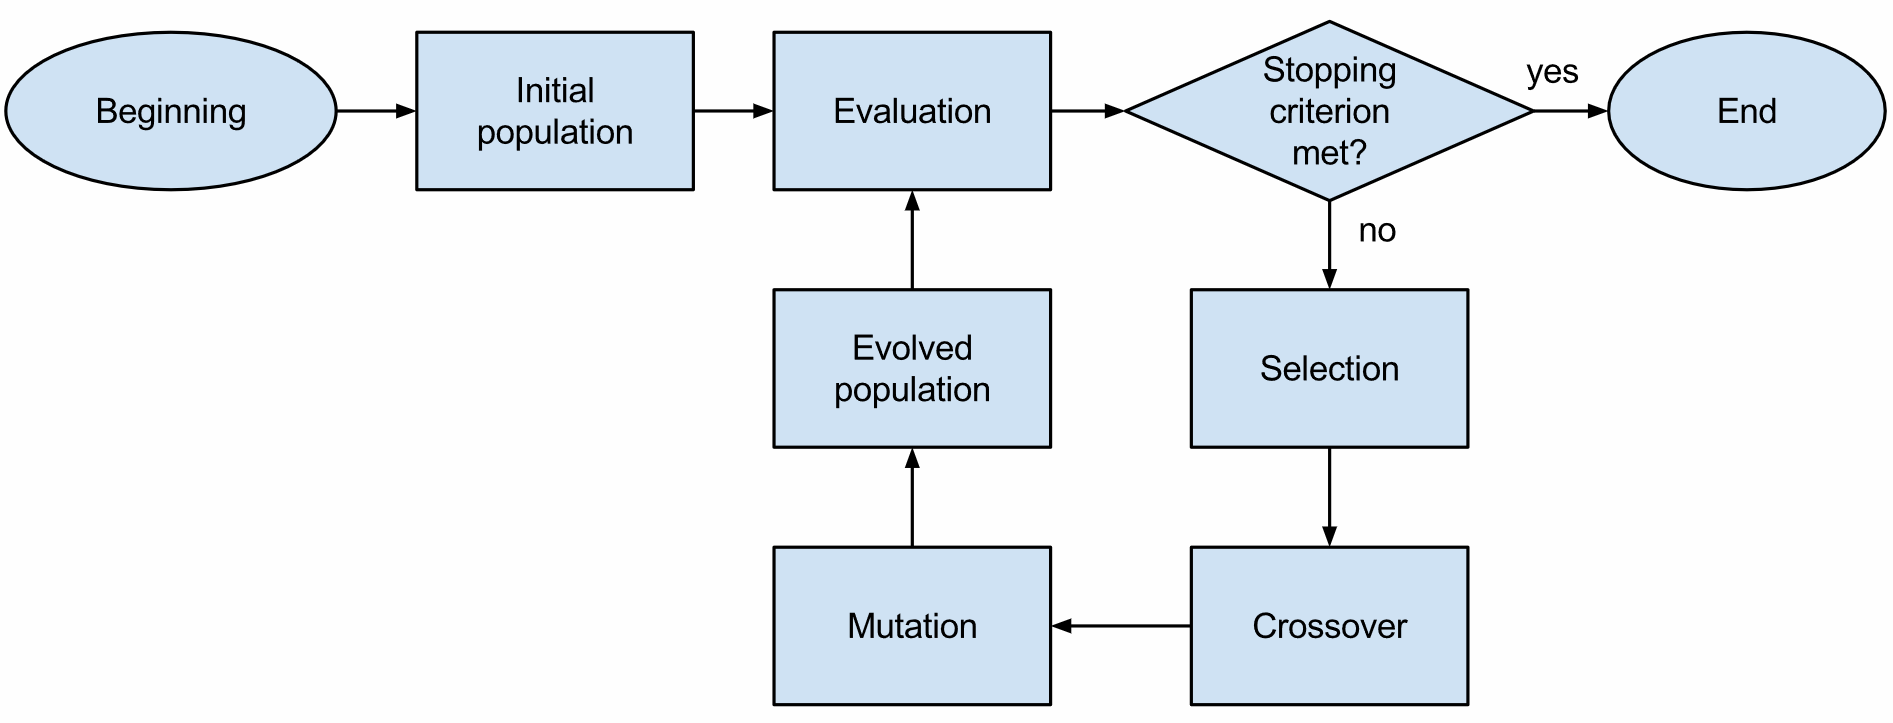 Beginning
Initial
population
Evaluation
Stopping
criterion
met?
yes
End
no
Evolved
population
Selection
Mutation
Crossover